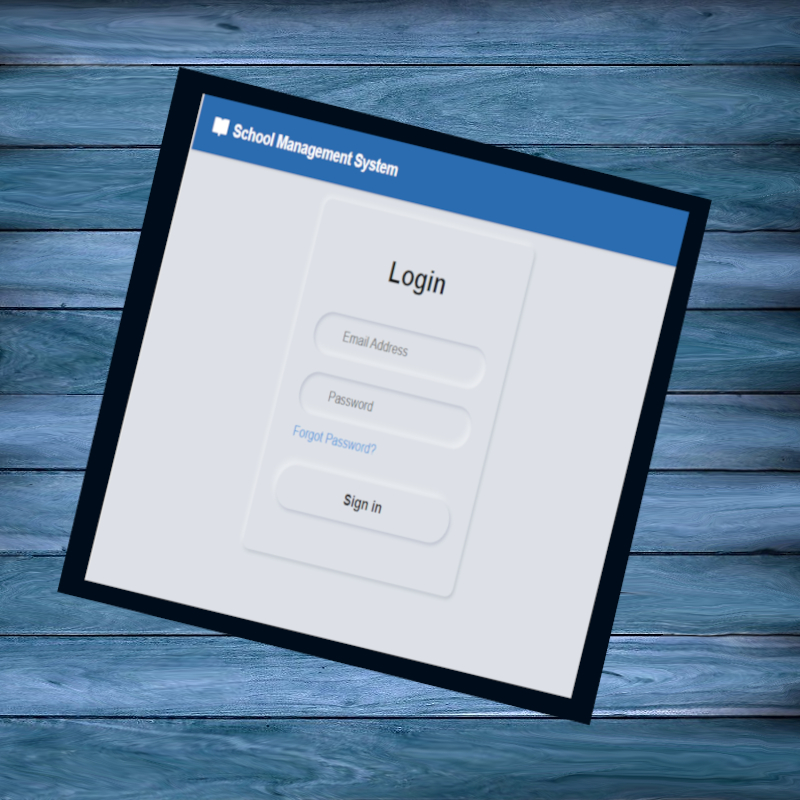 School Management System
Login
Email Address
Password
Forgot Password?
Sign in